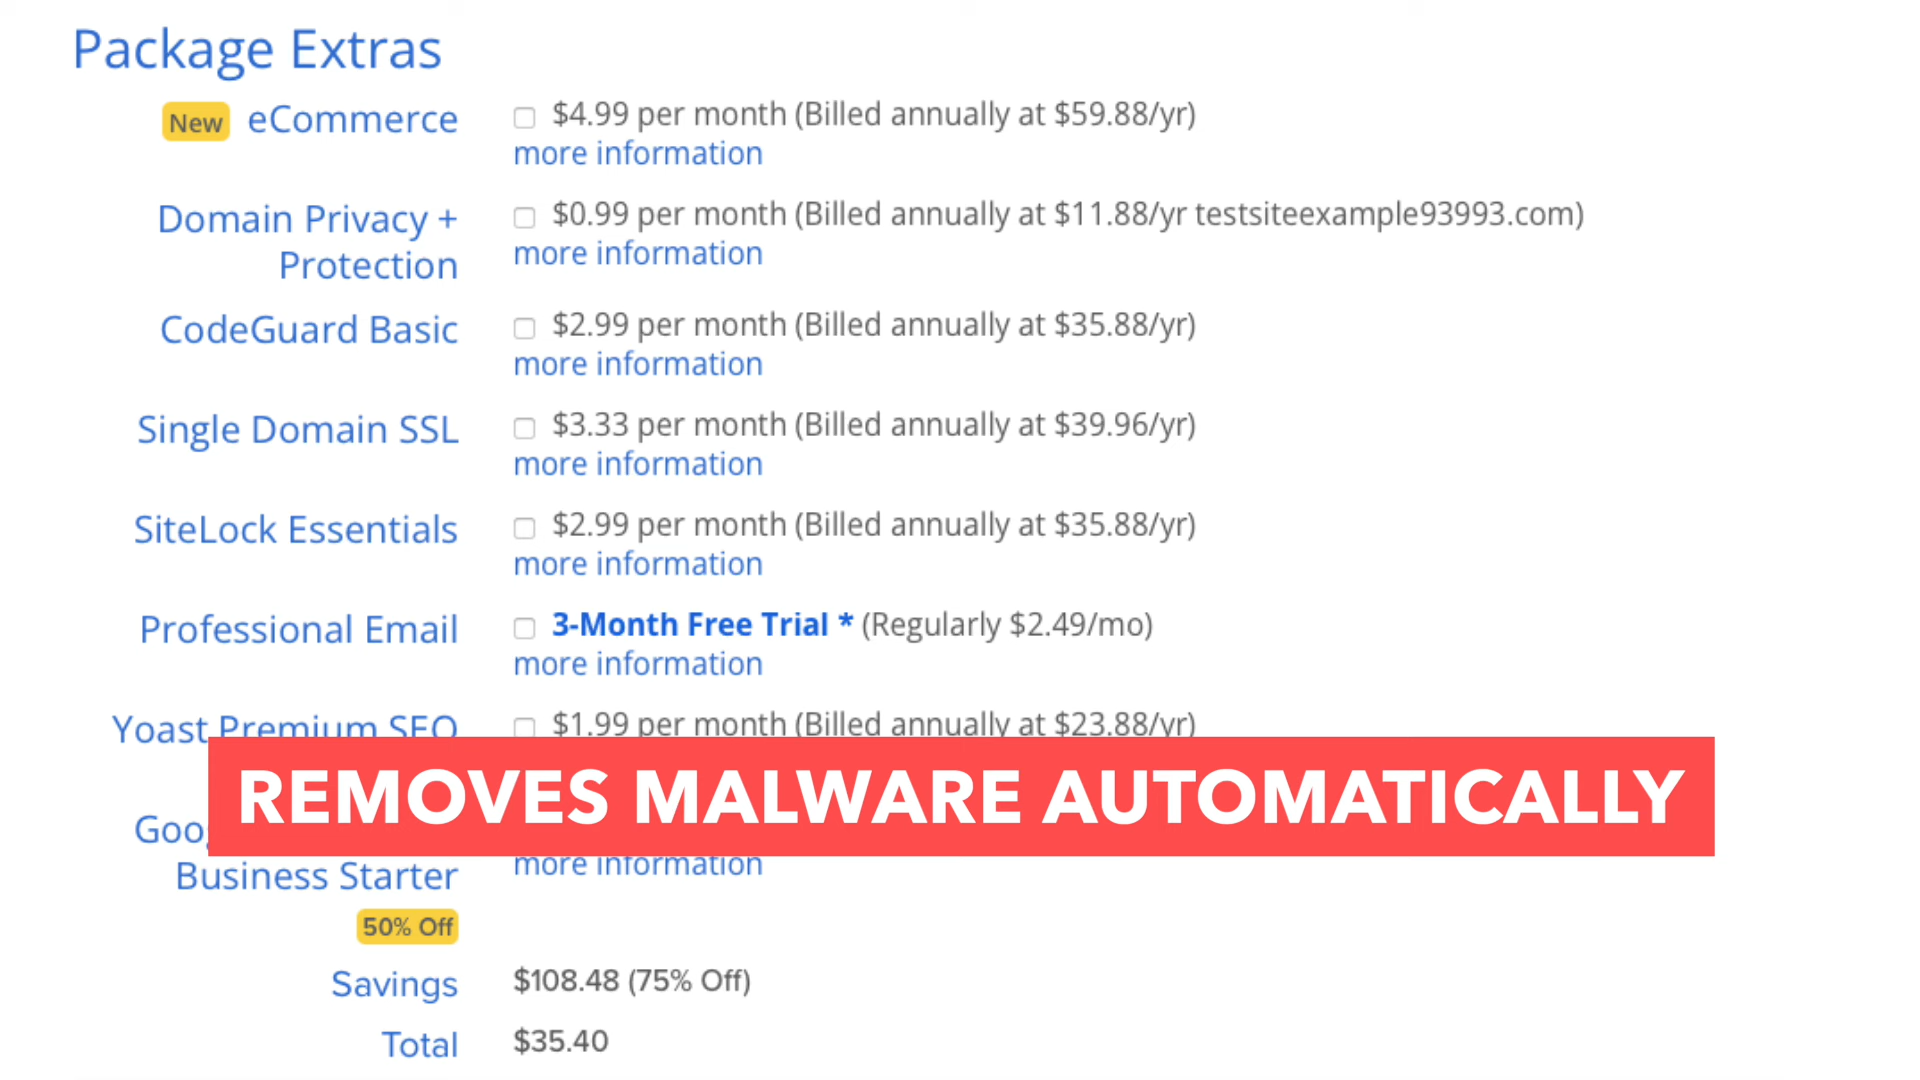 Package Extras
New eCommerce $4.99 per month (Billed annually at $59.88/yr)
more information
Domain Privacy + $0.99 per month (Billed annually at $11.88/yr testsiteexample93993.com)
Protection more information
CodeGuard Basic $2.99 per month (Billed annually at $35.88/yr)
more information
Single Domain SSL $3.33 per month (Billed annually at $39.96/yr)
more information
SiteLock Essentials $2.99 per month (Billed annually at $35.88/yr)
more information
Professional Email 3-Month Free Trial * (Regularly $2.49/mo)
more information
Yoast Premium SEO $1.99 per month (Billed annually at $23.88/yr)
REMOVES MALWARE AUTOMATICALLY
more information
Business Starter
50% Off
Savings $108.48 (75% Off)
Total $35.40